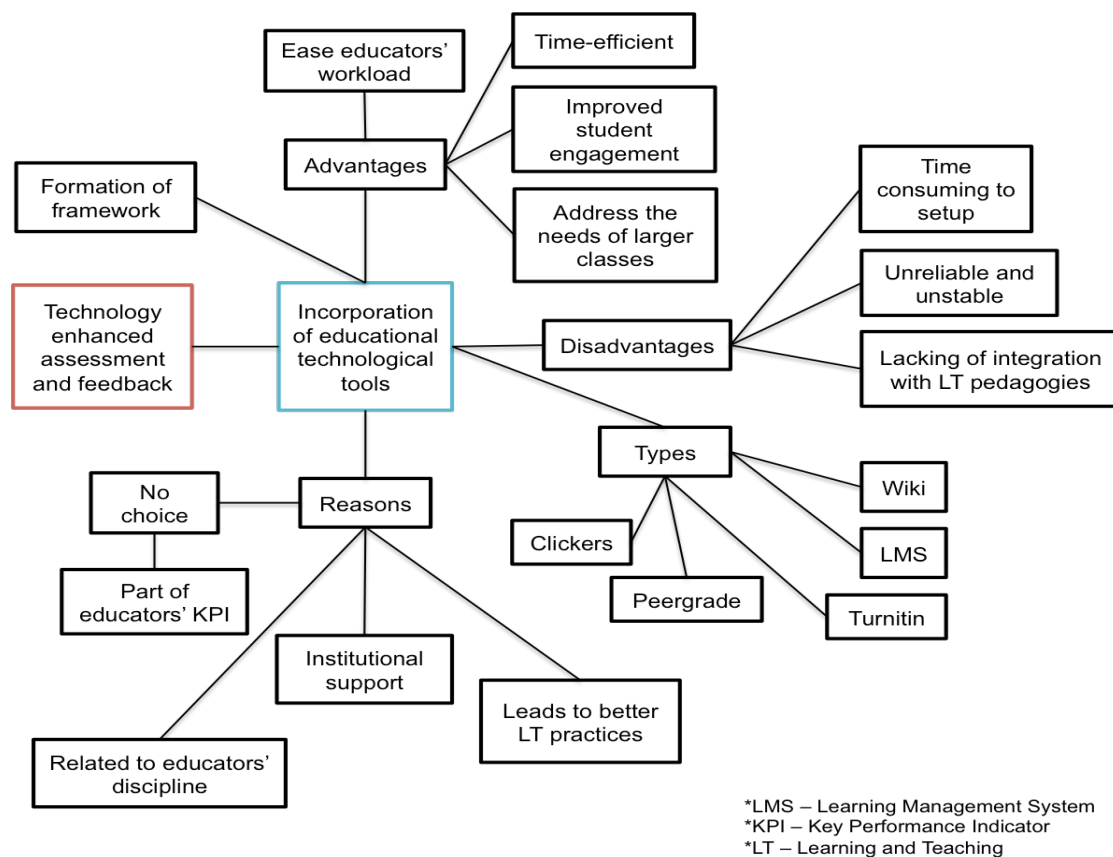 Ease educators’
workload
Time-efficient
Improved
student
engagement
Advantages
Address the
needs of larger
classes
Formation of
framework
Time
consuming to
setup
Unreliable and
unstable
Technology
enhanced
assessment
and feedback
Incorporation
of educational
technological
tools
Disadvantages
Lacking of integration
with LT pedagogies
Types
Wiki
LMS
Turnitin
Clickers
Peergrade
No
choice
Reasons
Part of
educators’ KPI
Institutional
support
Leads to better
LT practices
Related to educators’
discipline
*LMS – Learning Management System
*KPI – Key Performance Indicator
*LT – Learning and Teaching